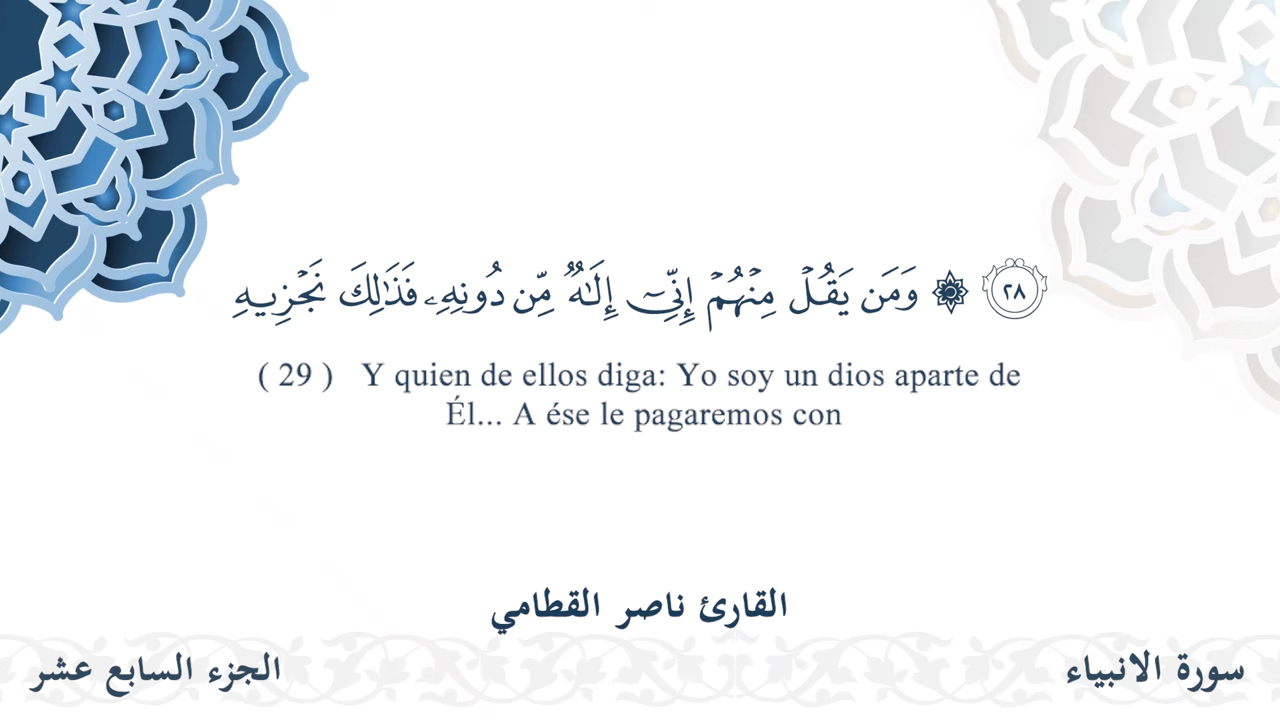 ٢٨ ۞ وَمَن يَقُلْ مِنْهُمْ إِنِّىٓ إِلَـٰهٌ مِّن دُونِهِۦ فَذَٰلِكَ نَجْزِيهِ
( 29 ) Y quien de ellos diga: Yo soy un dios aparte de
Él... A ése le pagaremos con
القارئ ناصر القطامي
سورة الانبياء
الجزء السابع عشر